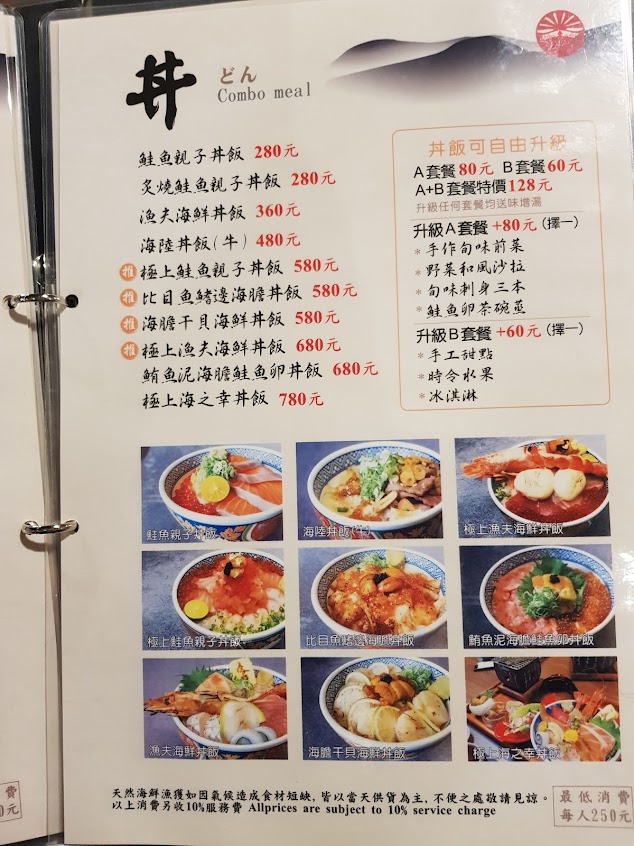 丼
どん
Combo meal
鮭魚親子丼飯 280元
炙燒鮭魚親子丼飯 280元
漁夫海鮮丼飯 360元
海陸丼飯(牛) 480元
推 極上鮭魚親子丼飯 580元
推 比目魚鰭邊海膽丼飯 580元
推 海膽干貝海鮮丼飯 580元
推 極上漁夫海鮮丼飯 680元
鮪魚泥海膽鮭魚卵丼飯 680元
極上海之幸丼飯 780元
丼飯可自由升級
A套餐80元 B套餐60元
A+B套餐特價128元
升級任何套餐均送味增湯
升級A套餐 +80元 (擇一)
*手作旬味前菜
*野菜和風沙拉
*旬味刺身三本
*鮭魚卵茶碗蒸
升級B套餐 +60元 (擇一)
*手工甜點
*時令水果
*冰淇淋
鮭魚親子丼飯
海陸丼飯(牛)
極上漁夫海鮮丼飯
極上鮭魚親子丼飯
比目魚鰭邊海膽丼飯
鮪魚泥海膽鮭魚卵丼飯
漁夫海鮮丼飯
海膽干貝海鮮丼飯
極上海之幸丼飯
天然海鮮漁獲如因氣候造成食材短缺，皆以當天供貨為主，不便之處敬請見諒。
以上消費另收10%服務費 Allprices are subject to 10% service charge
最低消費
每人250元
費
0元